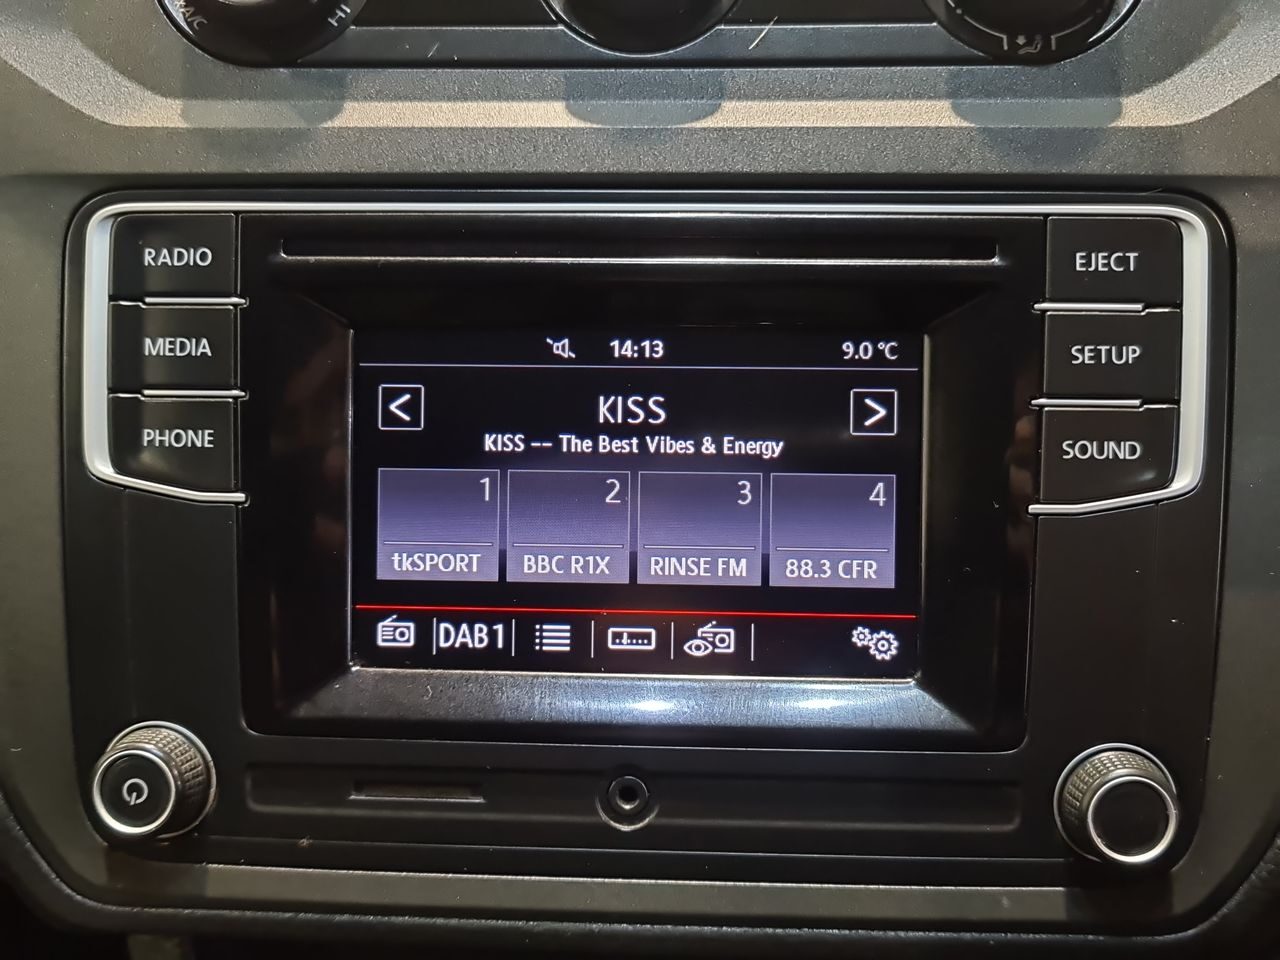 A/C
HI
RADIO
MEDIA
PHONE
EJECT
SETUP
SOUND
14:13
9.0 °C
<
KISS
>
KISS -- The Best Vibes & Energy
1
2
3
4
tkSPORT
BBC R1X
RINSE FM
88.3 CFR
DAB1